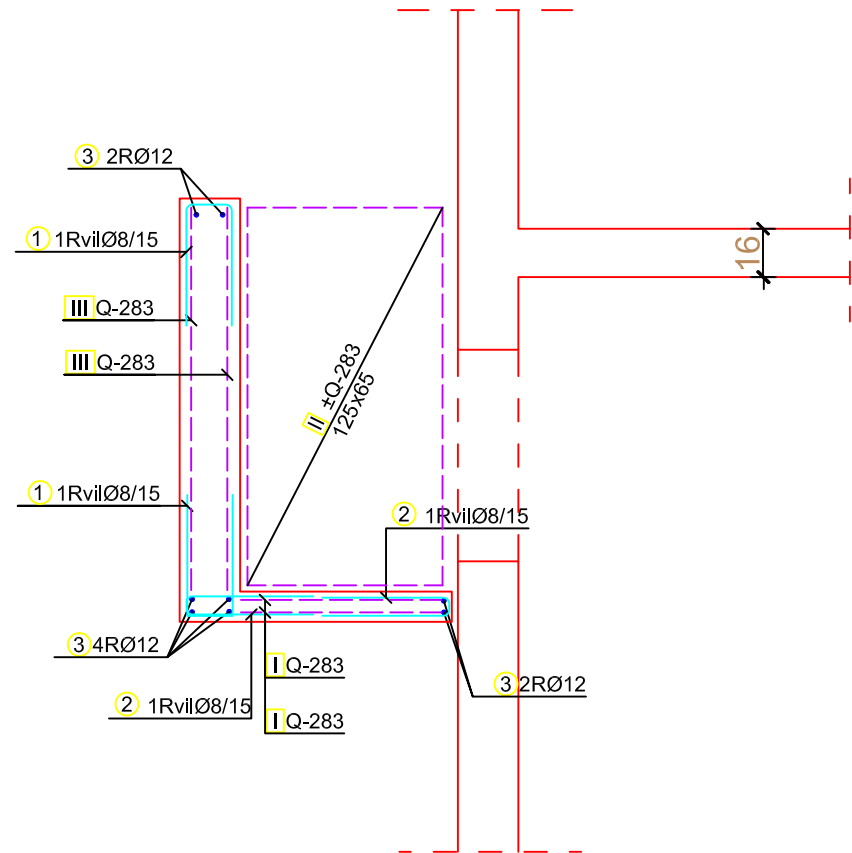 ③ 2RØ12
① 1RvilØ8/15
16
III Q-283
III Q-283
II ±Q-283
125x65
① 1RvilØ8/15
② 1RvilØ8/15
③ 4RØ12
I Q-283
③ 2RØ12
② 1RvilØ8/15
I Q-283